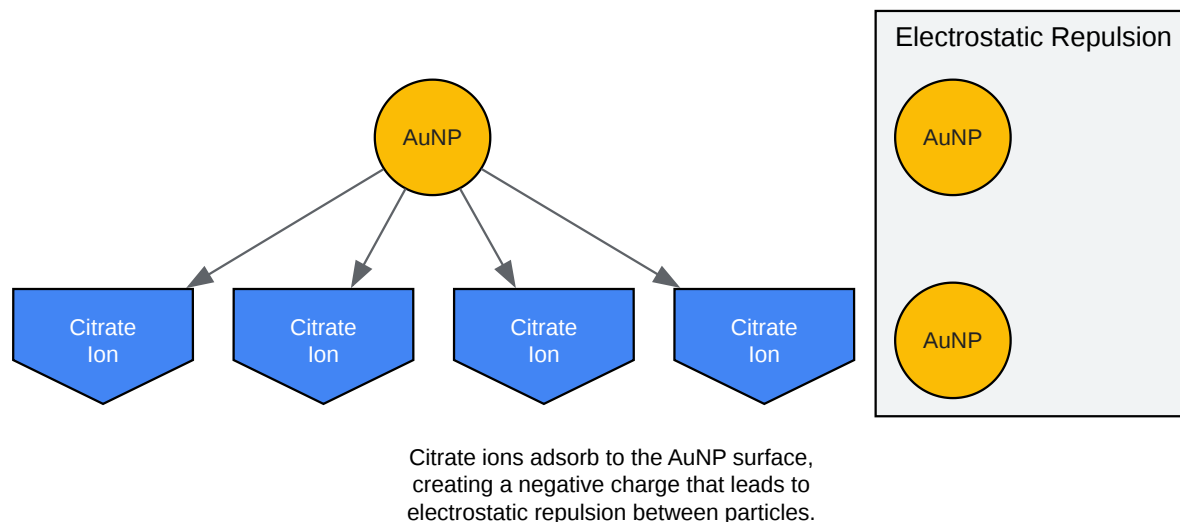 Electrostatic Repulsion
AuNP
AuNP
Citrate
Ion
Citrate
Ion
Citrate
Ion
Citrate
Ion
AuNP
Citrate ions adsorb to the AuNP surface,
creating a negative charge that leads to
electrostatic repulsion between particles.